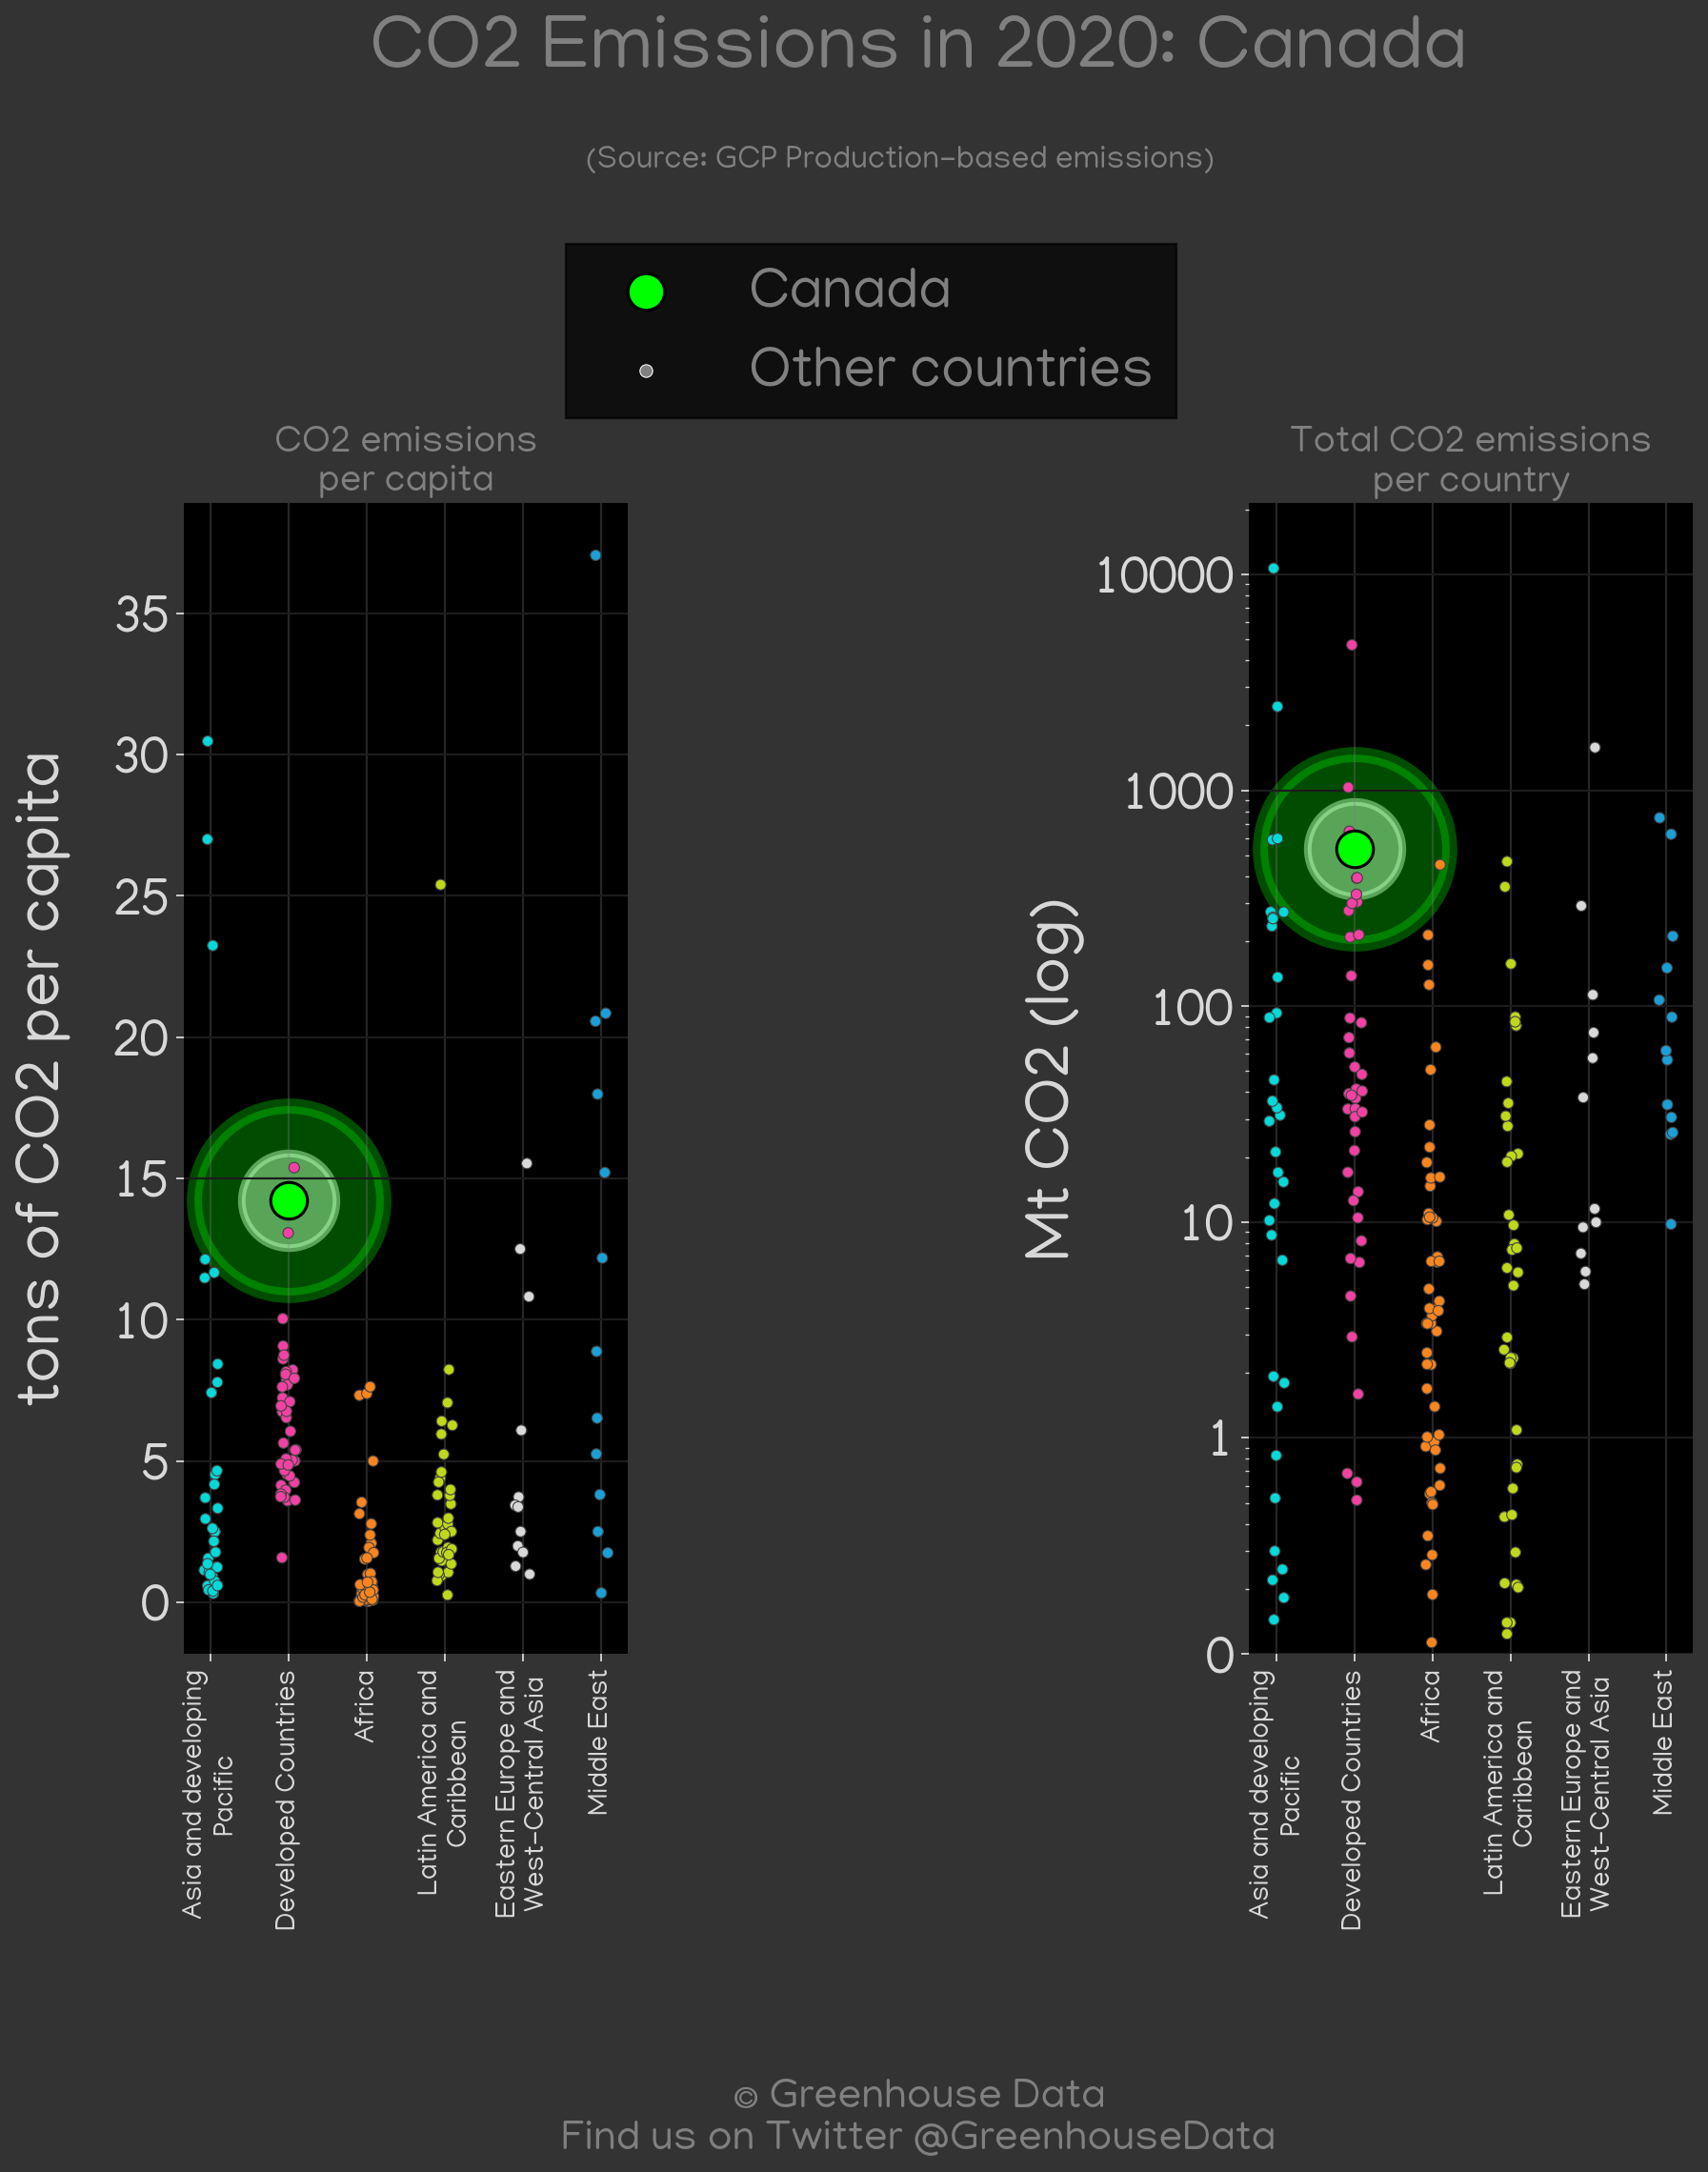 CO2 Emissions in 2020: Canada
(Source: GCP Production-based emissions)
Canada
Other countries
CO2 emissions
per capita
tons of CO2 per capita
35
30
25
20
15
10
5
0
Asia and developing
Pacific
Developed Countries
Africa
Latin America and
Caribbean
Eastern Europe and
West-Central Asia
Middle East
Total CO2 emissions
per country
Mt CO2 (log)
10000
1000
100
10
1
0
Asia and developing
Pacific
Developed Countries
Africa
Latin America and
Caribbean
Eastern Europe and
West-Central Asia
Middle East
© Greenhouse Data
Find us on Twitter @GreenhouseData